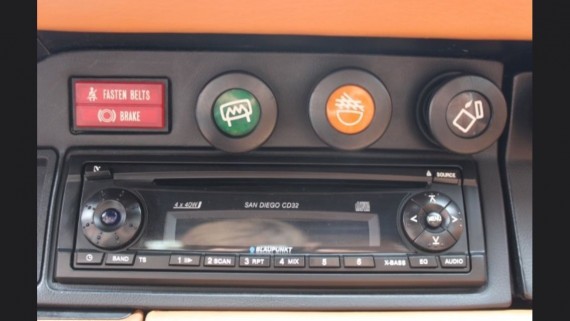 FASTEN BELTS
BRAKE
SOURCE
4 x 40W
SAN DIEGO CD32
MENU
BLAUPUNKT
BAND TS 1 2 SCAN 3 RPT 4 MIX 5 6 X-BASS EQ AUDIO